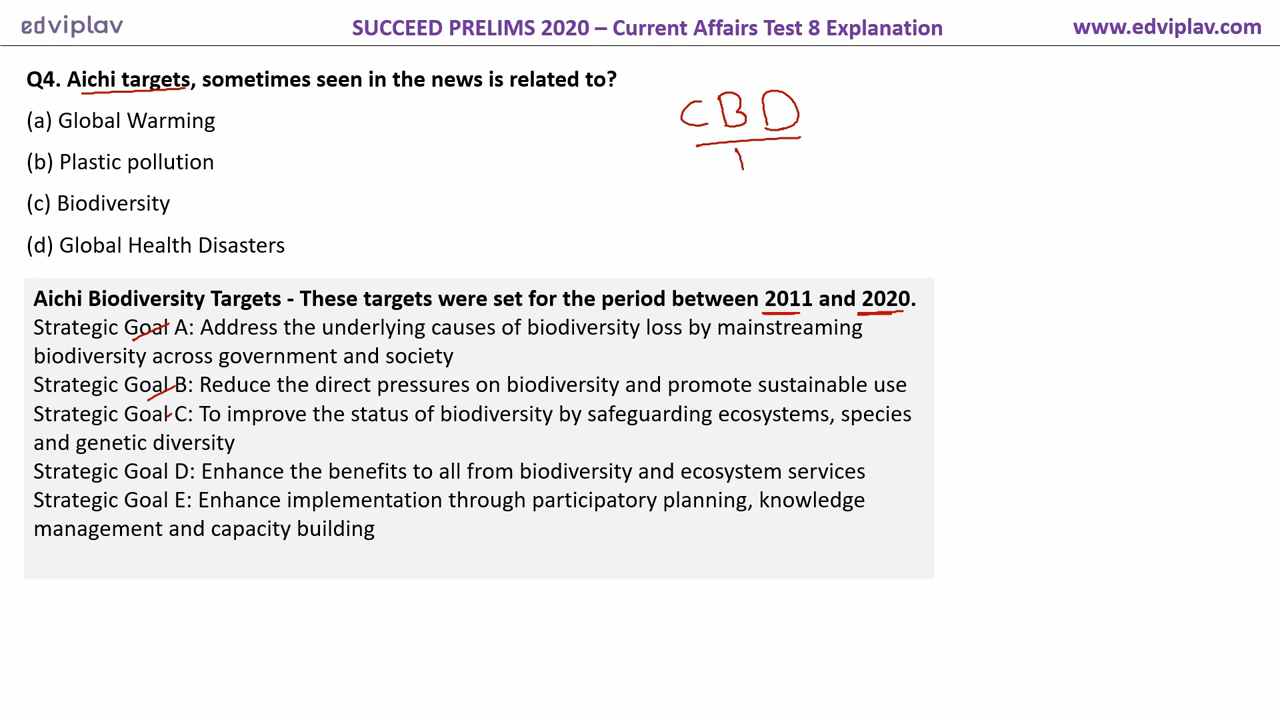 edviplav
SUCCEED PRELIMS 2020 – Current Affairs Test 8 Explanation
www.edviplav.com
Q4. Aichi targets, sometimes seen in the news is related to?
CBD
(a) Global Warming
(b) Plastic pollution
(c) Biodiversity
(d) Global Health Disasters
Aichi Biodiversity Targets - These targets were set for the period between 2011 and 2020.
Strategic Goal A: Address the underlying causes of biodiversity loss by mainstreaming
biodiversity across government and society
Strategic Goal B: Reduce the direct pressures on biodiversity and promote sustainable use
Strategic Goal C: To improve the status of biodiversity by safeguarding ecosystems, species
and genetic diversity
Strategic Goal D: Enhance the benefits to all from biodiversity and ecosystem services
Strategic Goal E: Enhance implementation through participatory planning, knowledge
management and capacity building